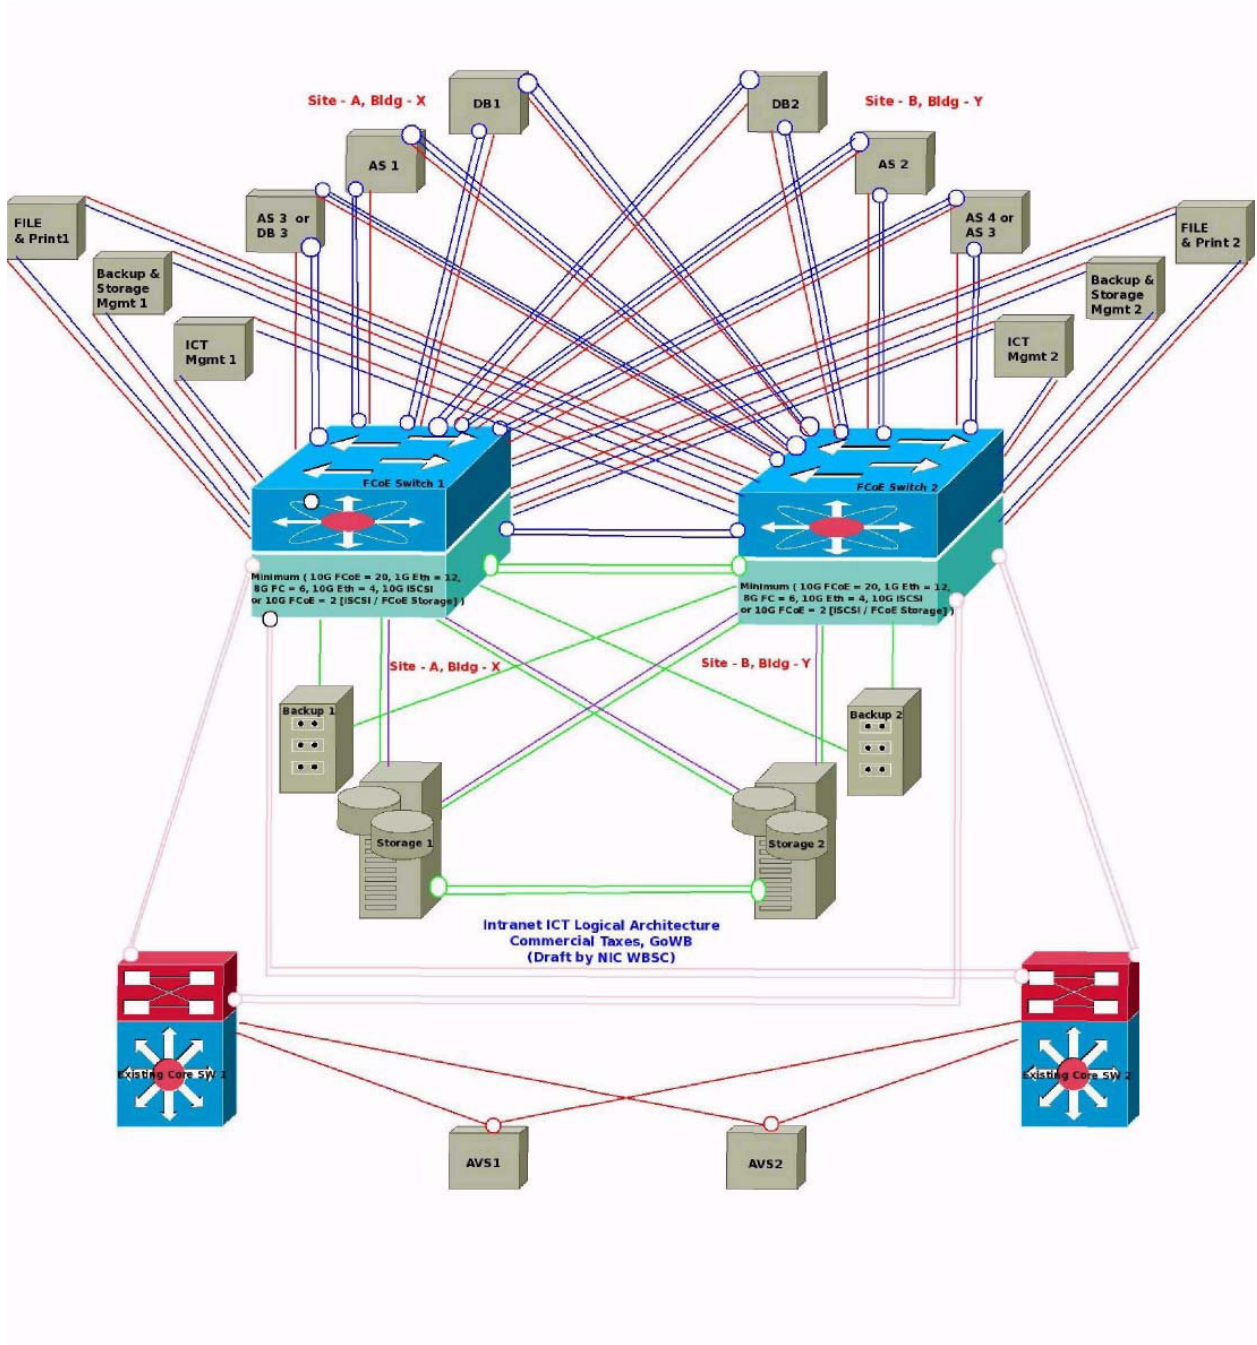 Site - A, Bldg - X
DB1
DB2
Site - B, Bldg - Y
AS 1
AS 2
AS 3 or
DB 3
AS 4 or
AS 3
FILE
& Print1
FILE
& Print 2
Backup &
Storage
Mgmt 1
Backup &
Storage
Mgmt 2
ICT
Mgmt 1
ICT
Mgmt 2
FCoE Switch 1
FCoE Switch 2
Minimum ( 10G FCoE = 20, 1G Eth = 12,
8G FC = 6, 10G Eth = 4, 10G iSCSI
or 10G FCoE = 2 [iSCSI / FCoE Storage] )
Minimum ( 10G FCoE = 20, 1G Eth = 12,
8G FC = 6, 10G Eth = 4, 10G iSCSI
or 10G FCoE = 2 [iSCSI / FCoE Storage] )
Site - A, Bldg - X
Site - B, Bldg - Y
Backup 1
Backup 2
Storage 1
Storage 2
Intranet ICT Logical Architecture
Commercial Taxes, GoWB
(Draft by NIC WBSC)
Existing Core SW 1
Existing Core SW 2
AVS1
AVS2